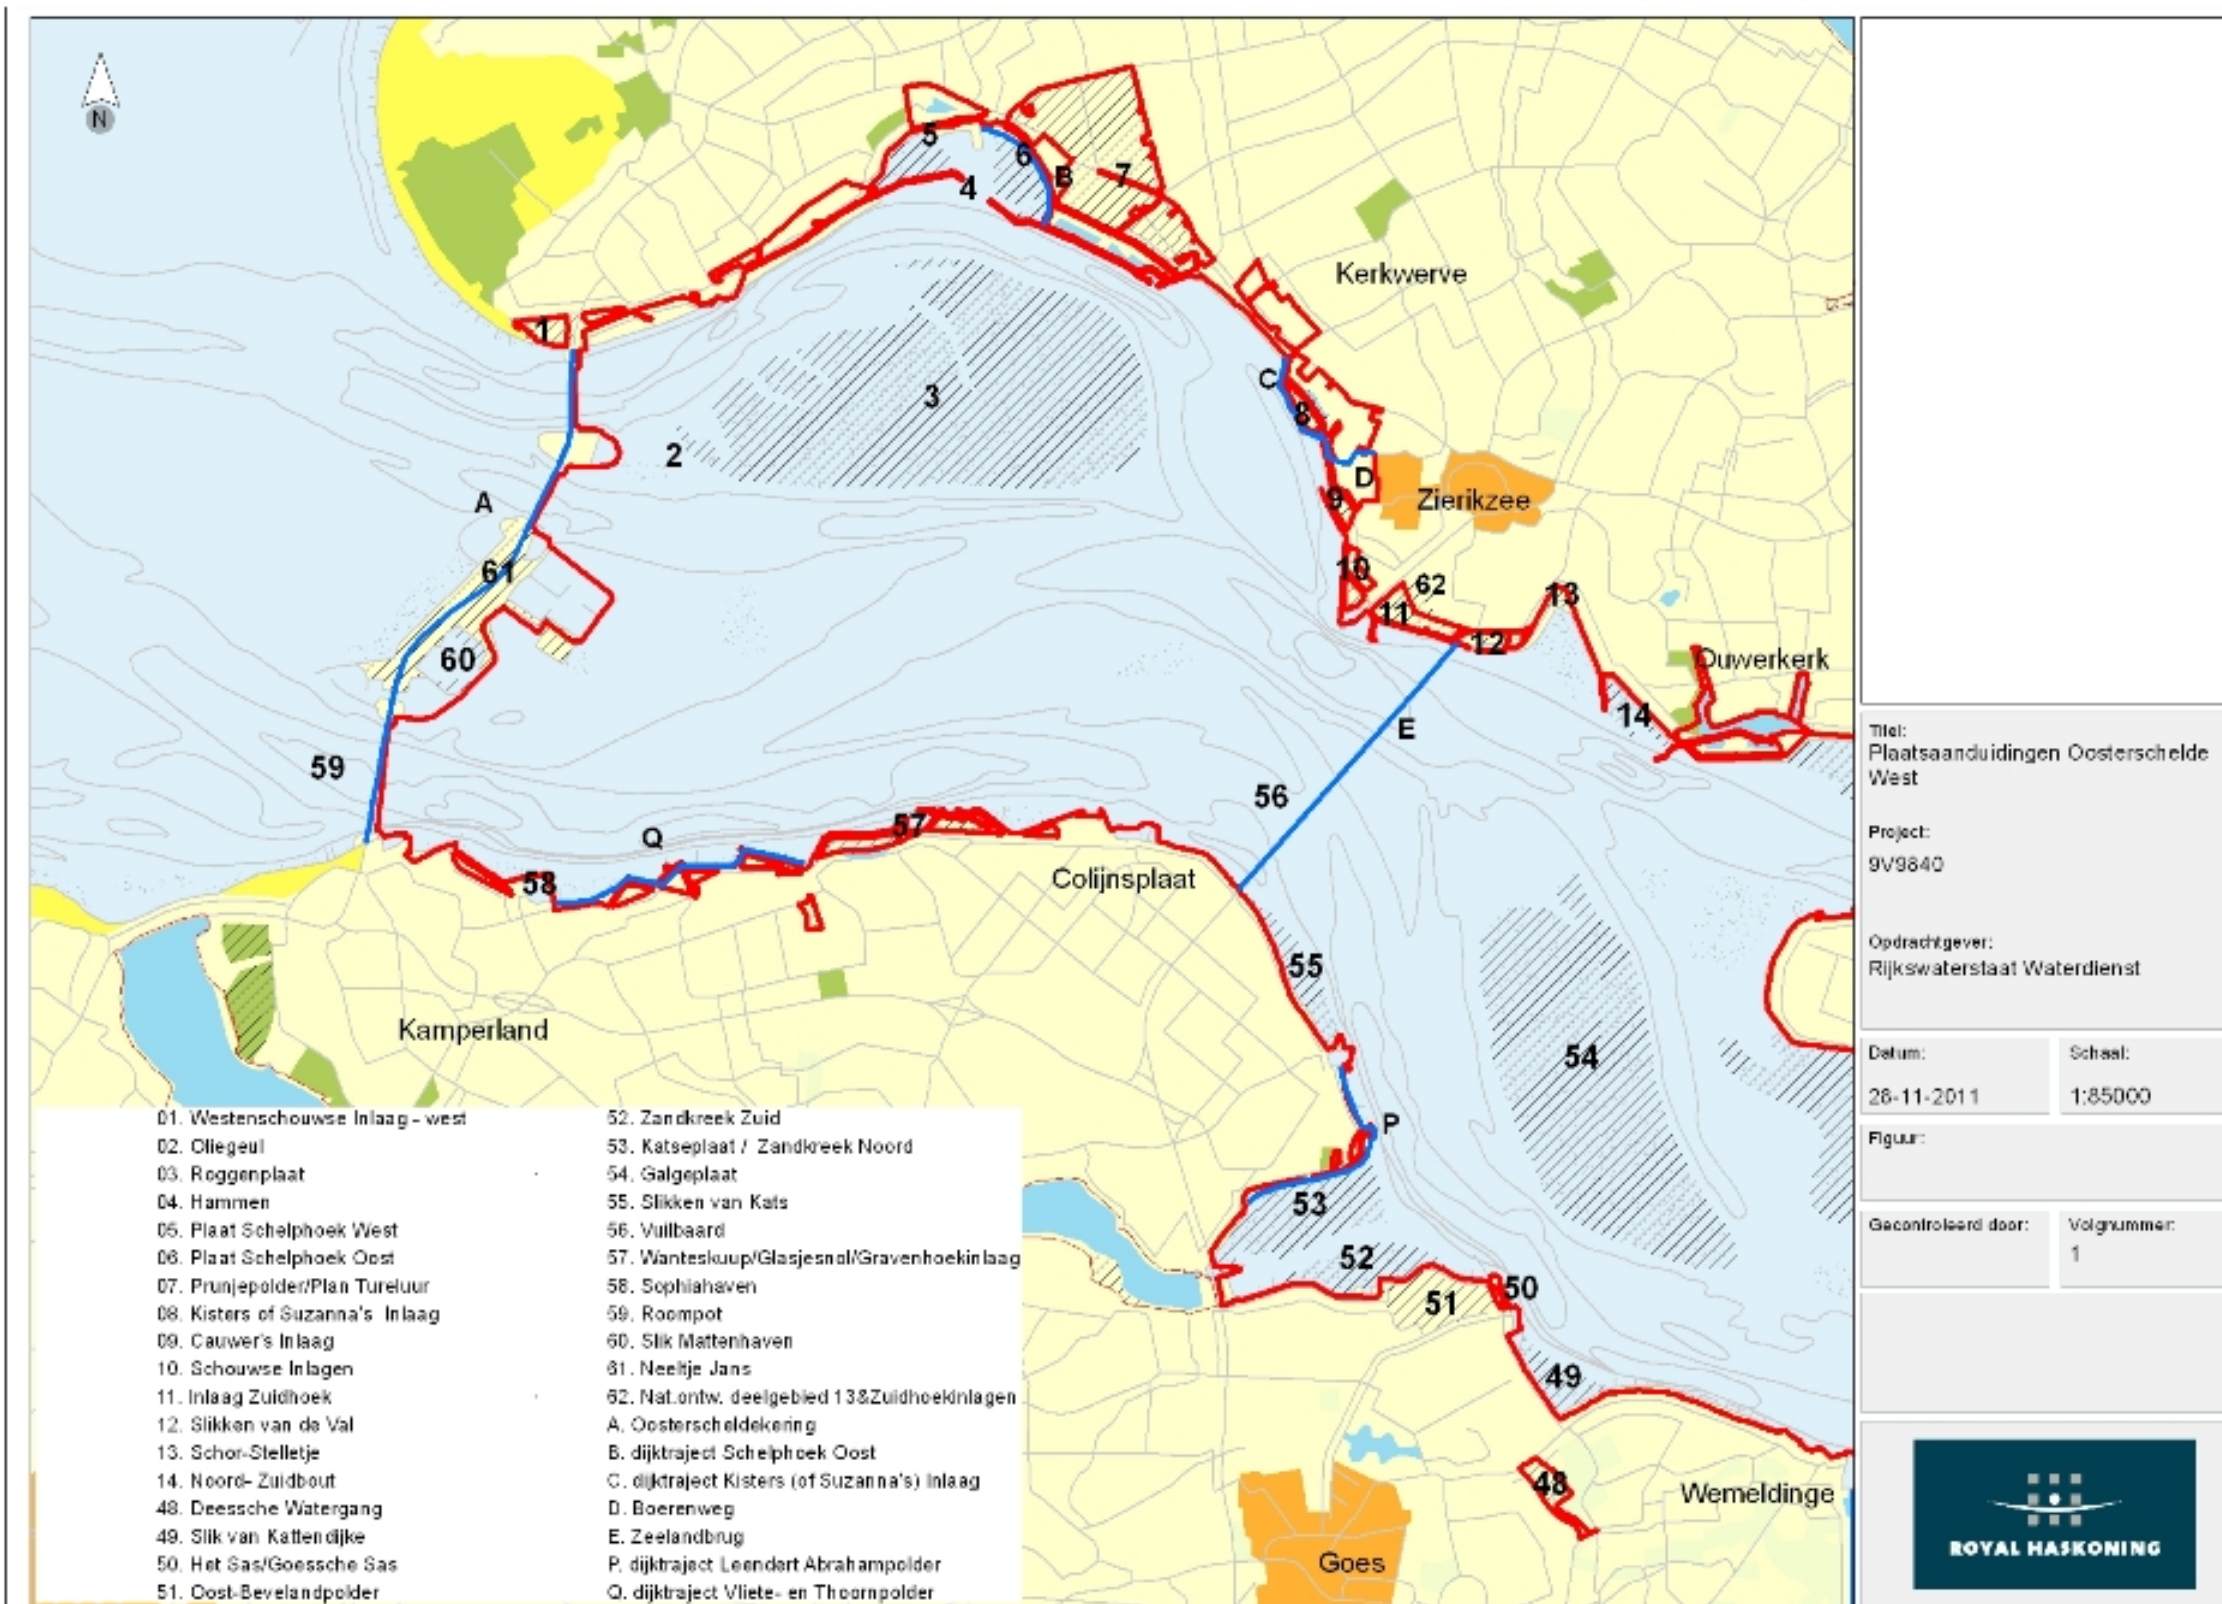 N
5
6
B
7
4
Kerkwerve
1
3
C
8
2
D
A
9
Zierikzee
61
10
62
13
11
12
60
Ouwerkerk
14
E
59
56
Q
57
58
Colijnsplaat
55
Kamperland
54
P
53
52
50
51
49
48
Wemeldinge
Goes
01. Westenschouwse Inlaag - west
02. Oliegeul
03. Roggenplaat
04. Hammen
05. Plaat Schelphoek West
06. Plaat Schelphoek Oost
07. Prunjepolder/Plan Tureluur
08. Kisters of Suzanna's Inlaag
09. Cauwer's Inlaag
10. Schouwse Inlagen
11. Inlaag Zuidhoek
12. Slikken van de Val
13. Schor-Stelletje
14. Noord- Zuidbout
48. Deessche Watergang
49. Slik van Kattendijke
50. Het Sas/Goessche Sas
51. Oost-Bevelandpolder
52. Zandkreek Zuid
53. Katseplaat / Zandkreek Noord
54. Galgeplaat
55. Slikken van Kats
56. Vuilbaard
57. Wanteskuup/Glasjesnol/Gravenhoekinlaag
58. Sophiahaven
59. Roompot
60. Slik Mattenhaven
61. Neeltje Jans
62. Nat.ontw. deelgebied 13&Zuidhoekinlagen
A. Oosterscheldekering
B. dijktraject Schelphoek Oost
C. dijktraject Kisters (of Suzanna's) Inlaag
D. Boerenweg
E. Zeelandbrug
P. dijktraject Leendert Abrahampolder
Q. dijktraject Vliete- en Thoornpolder
Titel:
Plaatsaanduidingen Oosterschelde
West
Project:
9V9840
Opdrachtgever:
Rijkswaterstaat Waterdienst
Datum: Schaal:
28-11-2011 1:85000
Figuur:
Gecontroleerd door: Volgnummer:
1
ROYAL HASKONING